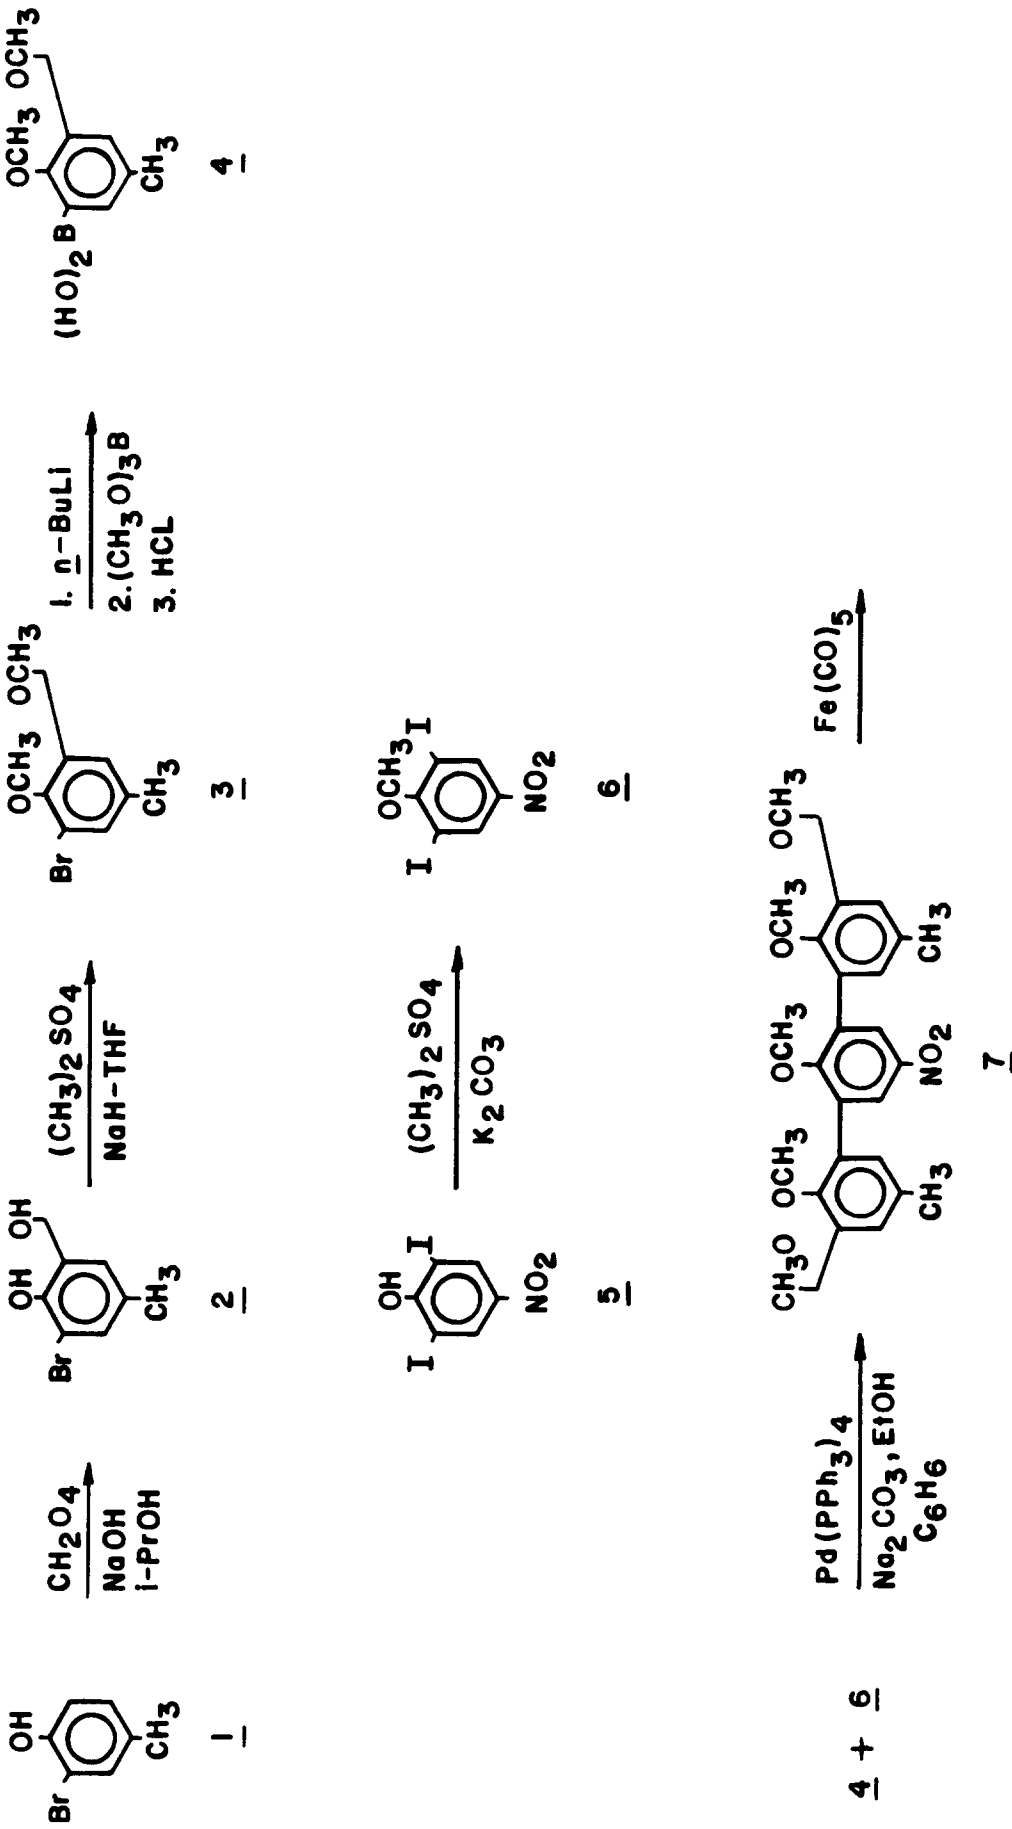 OH
Br
CH3
1
CH2O4
NaOH
i-PrOH
OH OH
Br
CH3
2
(CH3)2SO4
NaH-THF
OCH3 OCH3
Br
CH3
3
1. n-BuLi
2. (CH3O)3B
3. HCL
OCH3 OCH3
(HO)2B
CH3
4
OH
I I
NO2
5
(CH3)2SO4
K2CO3
OCH3
I I
NO2
6
4 + 6
Pd(PPh3)4
Na2CO3, EtOH
C6H6
CH3O OCH3 OCH3 OCH3 OCH3
CH3 NO2 CH3
7
Fe(CO)5